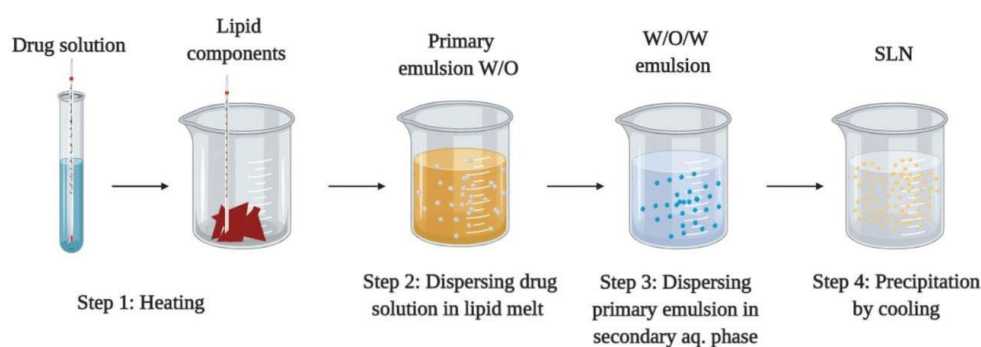 Drug solution
Lipid
components
Primary
emulsion W/O
W/O/W
emulsion
SLN
Step 1: Heating
Step 2: Dispersing drug
solution in lipid melt
Step 3: Dispersing
primary emulsion in
secondary aq. phase
Step 4: Precipitation
by cooling